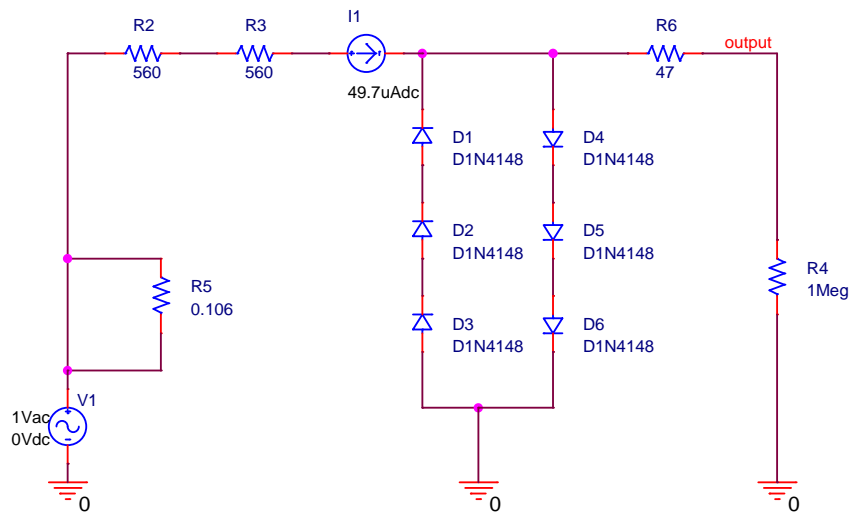 R2
560
R3
560
I1
49.7uAdc
R6
47
output
D1
D1N4148
D4
D1N4148
D2
D1N4148
D5
D1N4148
D3
D1N4148
D6
D1N4148
R5
0.106
R4
1Meg
V1
1Vac
0Vdc
0
0
0